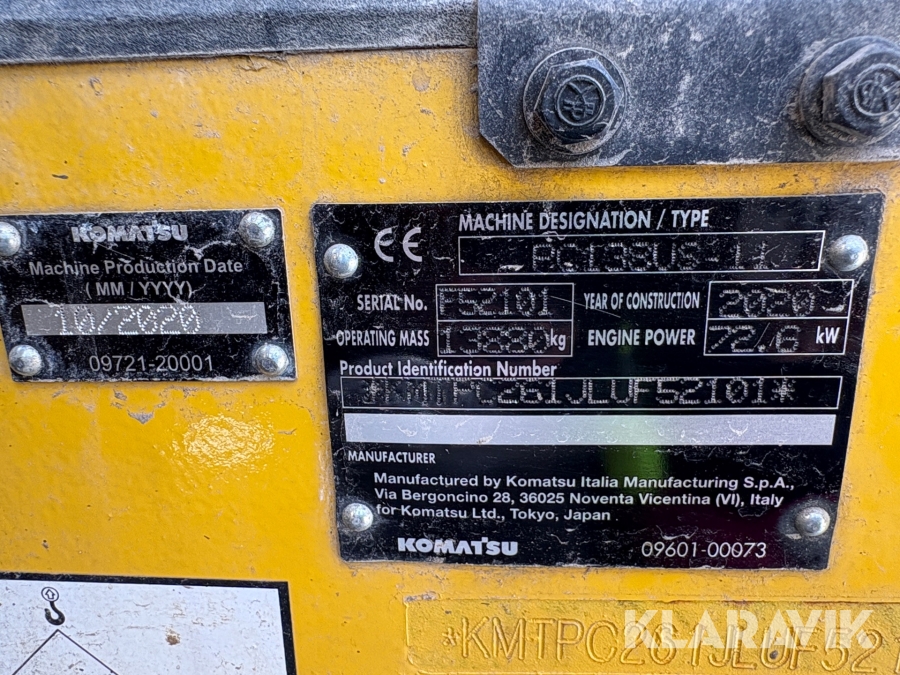 KOMATSU
Machine Production Date
( MM / YYYY)
10/2020
09721-20001
CE
MACHINE DESIGNATION / TYPE
PC138US-11
SERIAL No.
F52101
YEAR OF CONSTRUCTION
2020
OPERATING MASS
13880 kg
ENGINE POWER
72,6 kW
Product Identification Number
*KMTPC261JLUF52101*
MANUFACTURER
Manufactured by Komatsu Italia Manufacturing S.p.A.,
Via Bergoncino 28, 36025 Noventa Vicentina (VI), Italy
for Komatsu Ltd., Tokyo, Japan
KOMATSU
09601-00073
*KMTPC261JLUF521
KLARAVIK